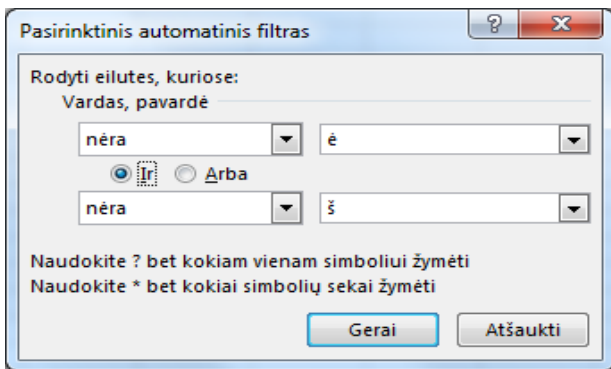 Pasirinktinis automatinis filtras
Rodyti eilutes, kuriose:
Vardas, pavardė
nėra ė
Ir Arba
nėra š
Naudokite ? bet kokiam vienam simboliui žymėti
Naudokite * bet kokiai simbolių sekai žymėti
Gerai Atšaukti